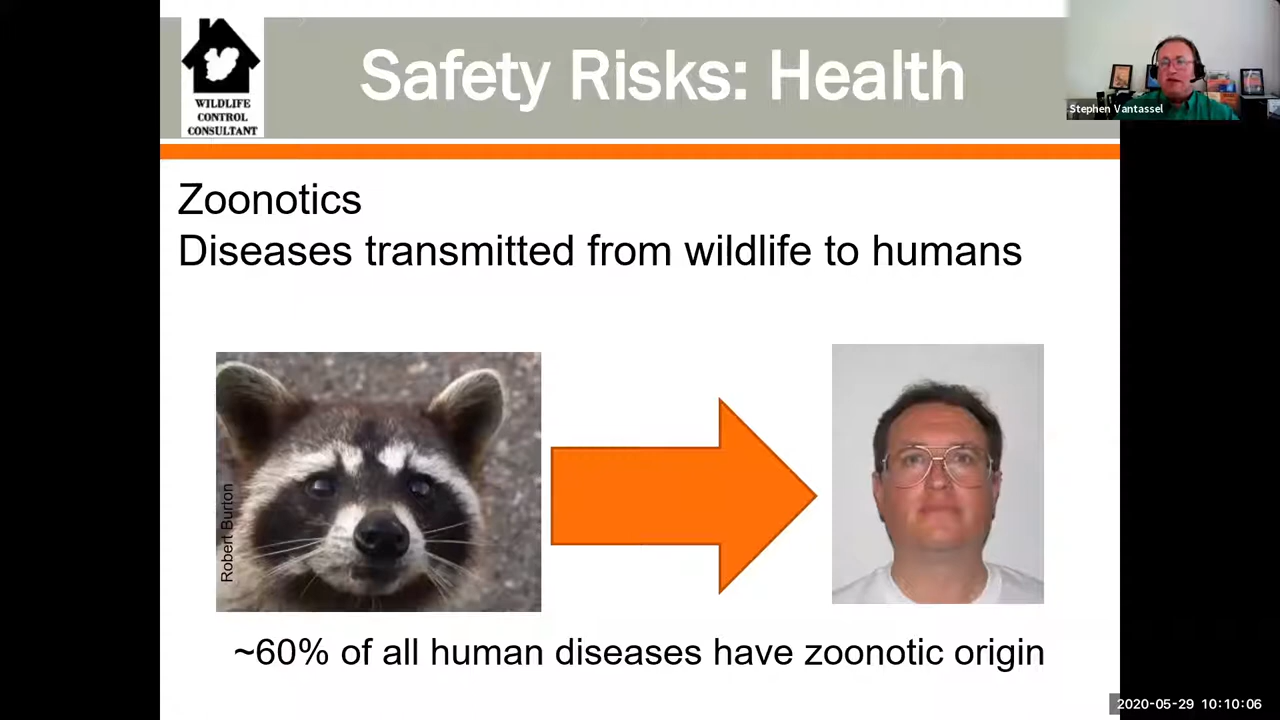 WILDLIFE
CONTROL
CONSULTANT
Safety Risks: Health
Stephen Vantassel
Zoonotics
Diseases transmitted from wildlife to humans
Robert Burton
~60% of all human diseases have zoonotic origin
2020-05-29 10:10:06